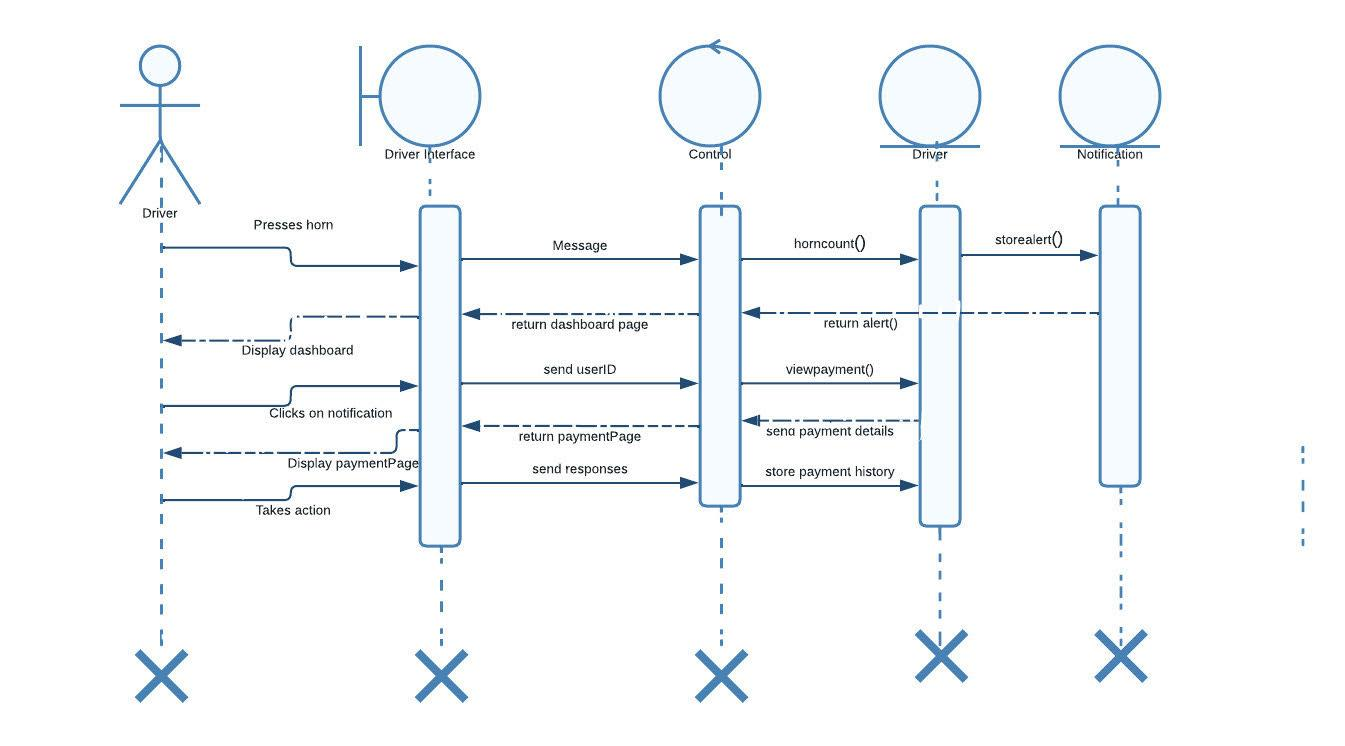 Driver Interface
Control
Driver
Notification
Driver
Presses horn
Message
horncount()
storealert()
return dashboard page
return alert()
Display dashboard
send userID
viewpayment()
Clicks on notification
return paymentPage
send payment details
Display paymentPage
send responses
store payment history
Takes action